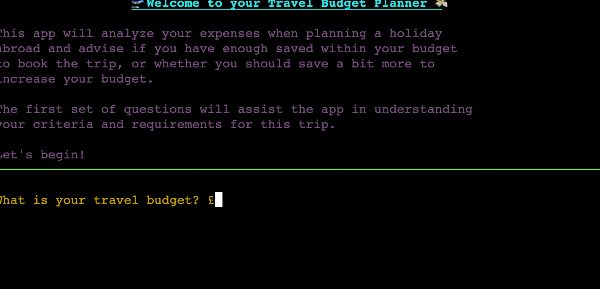 Welcome to your Travel Budget Planner
This app will analyze your expenses when planning a holiday
abroad and advise if you have enough saved within your budget
to book the trip, or whether you should save a bit more to
increase your budget.
The first set of questions will assist the app in understanding
your criteria and requirements for this trip.
Let's begin!
What is your travel budget? £